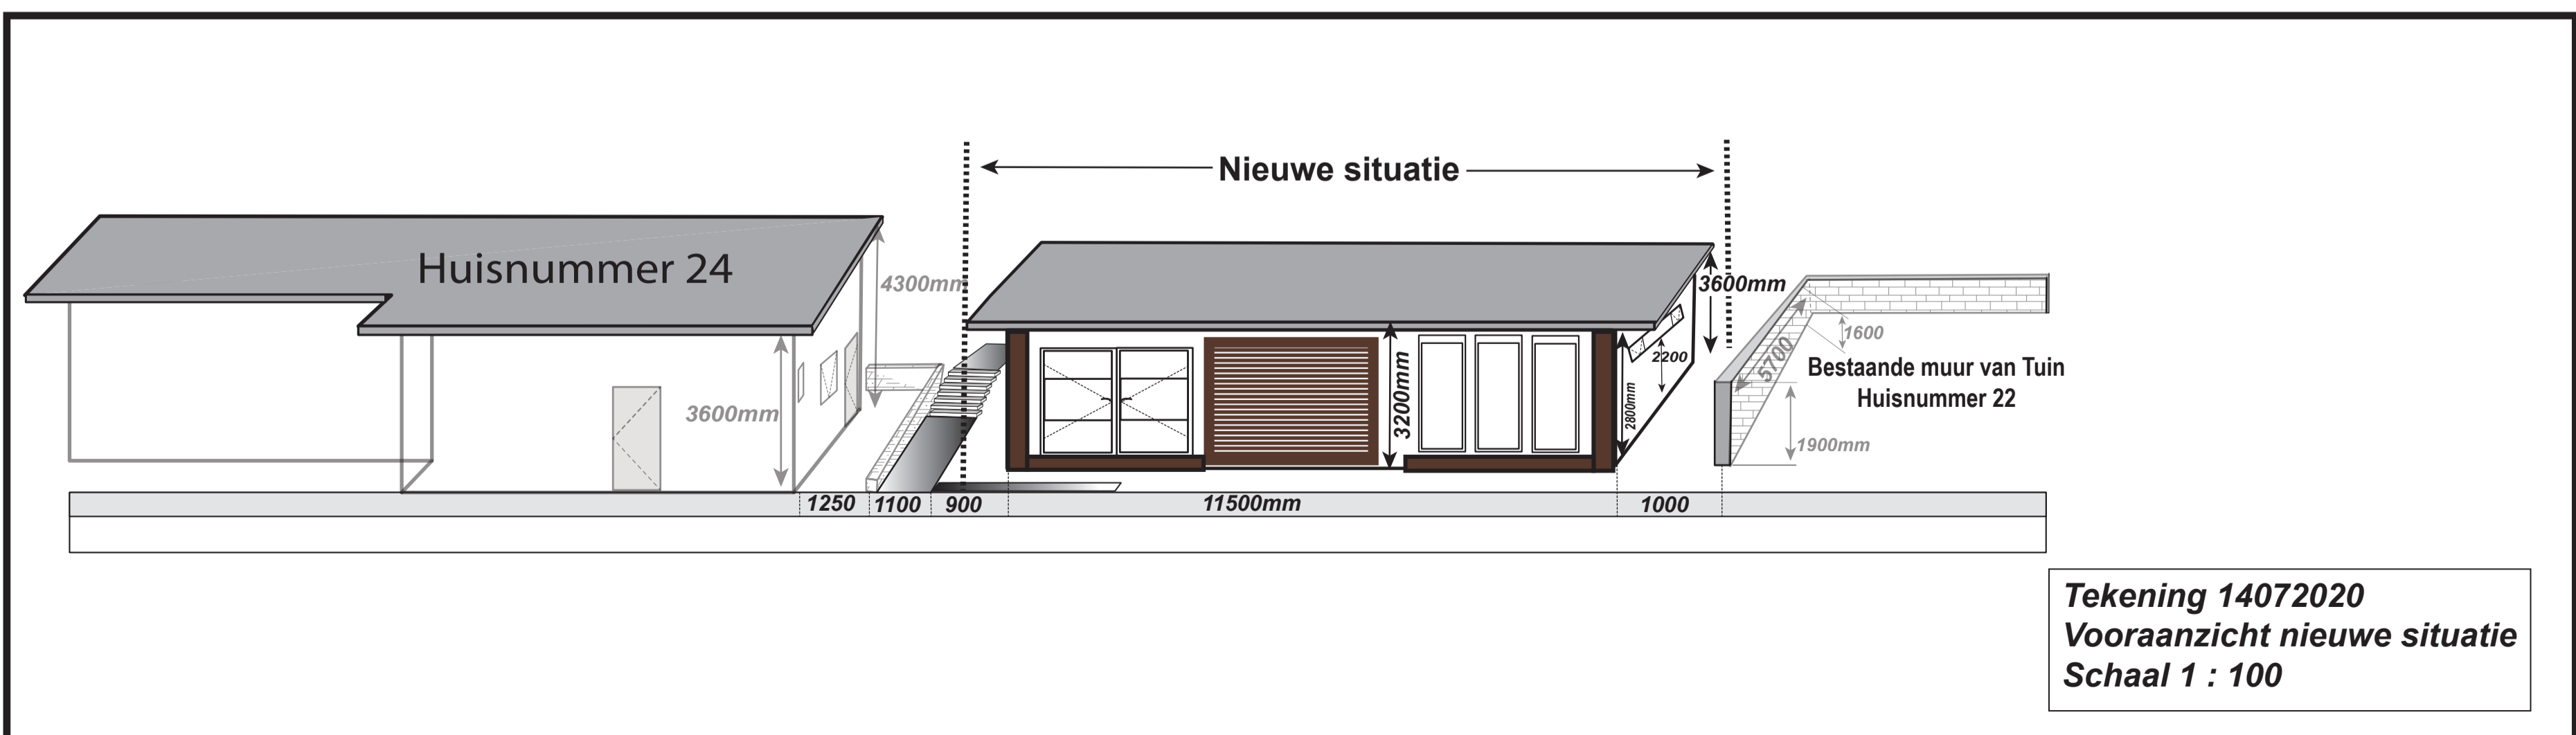 Nieuwe situatie
Huisnummer 24
4300mm
3600mm
3600mm
3200mm
2800mm
2200
5700
1600
Bestaande muur van Tuin
Huisnummer 22
1900mm
1250
1100
900
11500mm
1000
Tekening 14072020
Vooraanzicht nieuwe situatie
Schaal 1 : 100